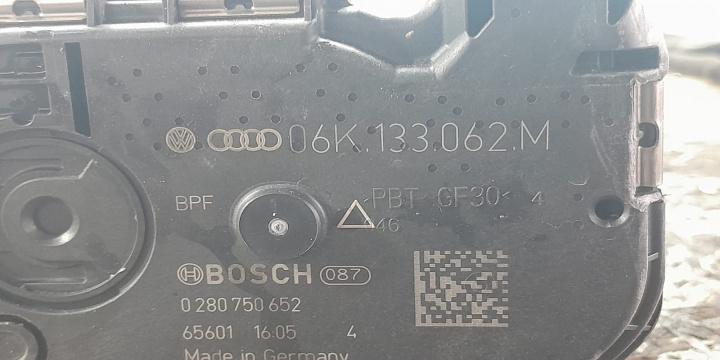 06K.133.062.M
BPF
>PBT GF30< 4
46
BOSCH 087
0 280 750 652
65601 16:05 4
Made in Germany